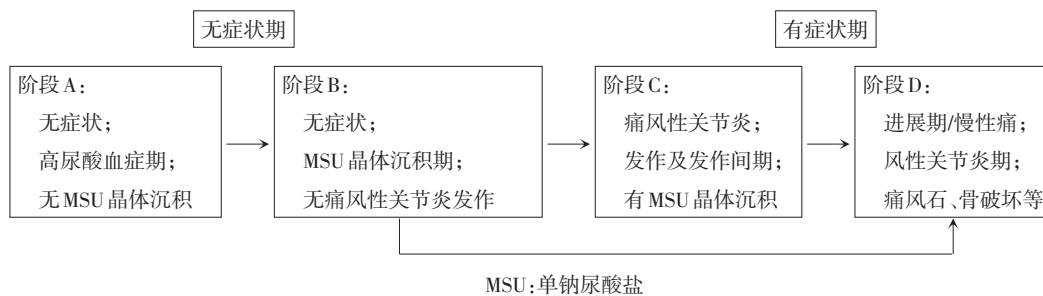 无症状期
有症状期
阶段A:
无症状;
高尿酸血症期;
无MSU晶体沉积
阶段B:
无症状;
MSU晶体沉积期;
无痛风性关节炎发作
阶段C:
痛风性关节炎;
发作及发作间期;
有MSU晶体沉积
阶段D:
进展期/慢性痛;
风性关节炎期;
痛风石、骨破坏等
MSU:单钠尿酸盐